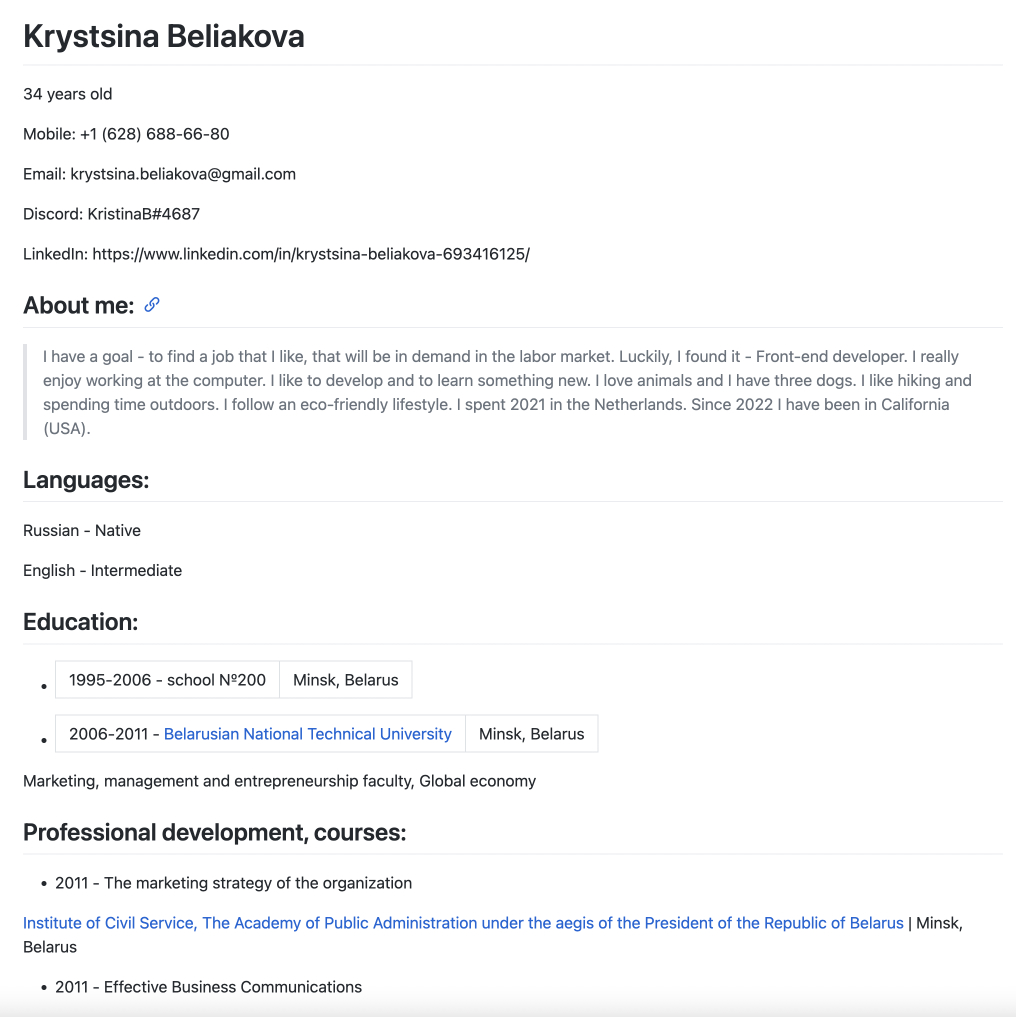 Krystsina Beliakova
34 years old
Mobile: +1 (628) 688-66-80
Email: krystsina.beliakova@gmail.com
Discord: KristinaB#4687
LinkedIn: https://www.linkedin.com/in/krystsina-beliakova-693416125/
About me:
I have a goal - to find a job that I like, that will be in demand in the labor market. Luckily, I found it - Front-end developer. I really
enjoy working at the computer. I like to develop and to learn something new. I love animals and I have three dogs. I like hiking and
spending time outdoors. I follow an eco-friendly lifestyle. I spent 2021 in the Netherlands. Since 2022 I have been in California
(USA).
Languages:
Russian - Native
English - Intermediate
Education:
• 1995-2006 - school №200 Minsk, Belarus
• 2006-2011 - Belarusian National Technical University Minsk, Belarus
Marketing, management and entrepreneurship faculty, Global economy
Professional development, courses:
• 2011 - The marketing strategy of the organization
Institute of Civil Service, The Academy of Public Administration under the aegis of the President of the Republic of Belarus | Minsk,
Belarus
• 2011 - Effective Business Communications